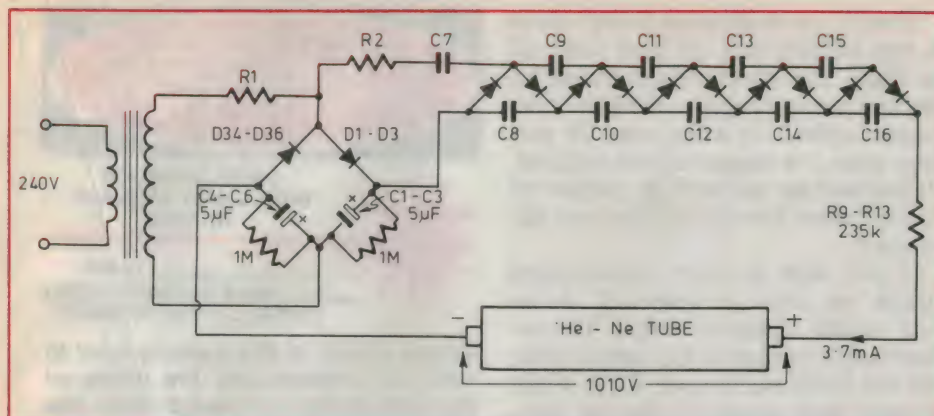 R2 C7 C9 C11 C13 C15
R1
D34-D36 D1-D3
C8 C10 C12 C14 C16
240V
C4-C6
5µF
+
+
C1-C3
5µF
1M
1M
R9-R13
235k
-
He-Ne TUBE
+
3·7mA
1010V